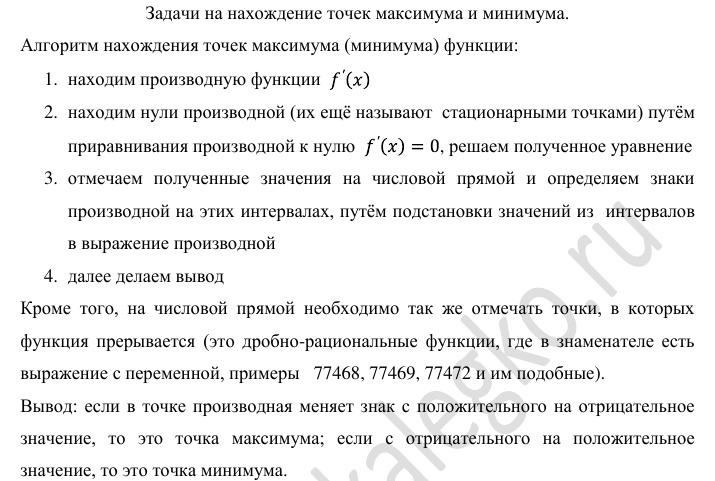 Задачи на нахождение точек максимума и минимума.
Алгоритм нахождения точек максимума (минимума) функции:
1. находим производную функции f′(x)
2. находим нули производной (их ещё называют стационарными точками) путём
приравнивания производной к нулю f′(x) = 0, решаем полученное уравнение
3. отмечаем полученные значения на числовой прямой и определяем знаки
производной на этих интервалах, путём подстановки значений из интервалов
в выражение производной
4. далее делаем вывод
Кроме того, на числовой прямой необходимо так же отмечать точки, в которых
функция прерывается (это дробно-рациональные функции, где в знаменателе есть
выражение с переменной, примеры 77468, 77469, 77472 и им подобные).
Вывод: если в точке производная меняет знак с положительного на отрицательное
значение, то это точка максимума; если с отрицательного на положительное
значение, то это точка минимума.
kalegko.ru